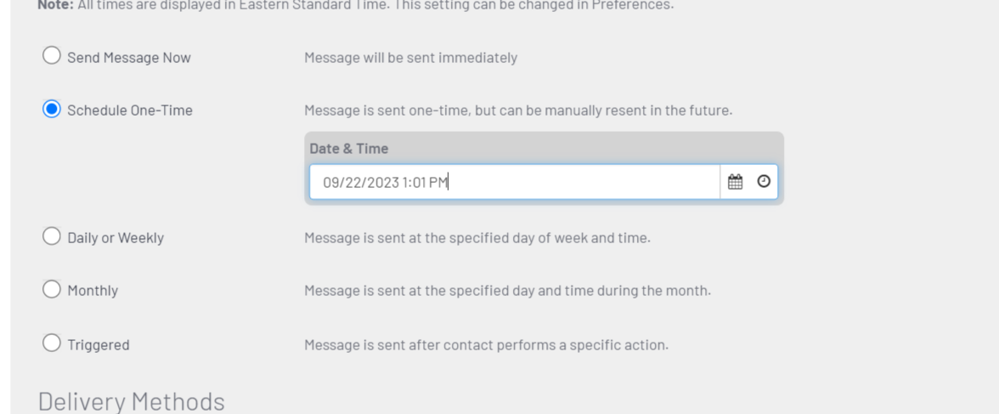 Note: All times are displayed in Eastern Standard Time. This setting can be changed in Preferences.
Send Message Now Message will be sent immediately
Schedule One-Time Message is sent one-time, but can be manually resent in the future.
Date & Time
09/22/2023 1:01 PM
Daily or Weekly Message is sent at the specified day of week and time.
Monthly Message is sent at the specified day and time during the month.
Triggered Message is sent after contact performs a specific action.
Delivery Methods